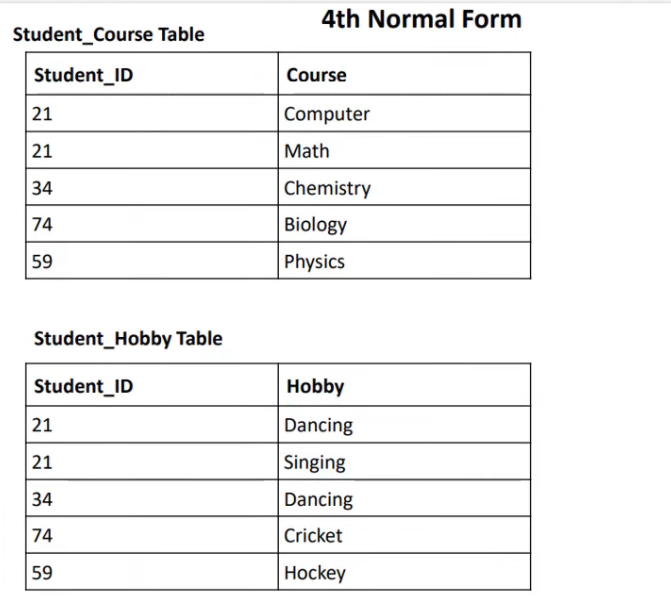 4th Normal Form
Student_Course Table
Student_ID Course
21 Computer
21 Math
34 Chemistry
74 Biology
59 Physics
Student_Hobby Table
Student_ID Hobby
21 Dancing
21 Singing
34 Dancing
74 Cricket
59 Hockey